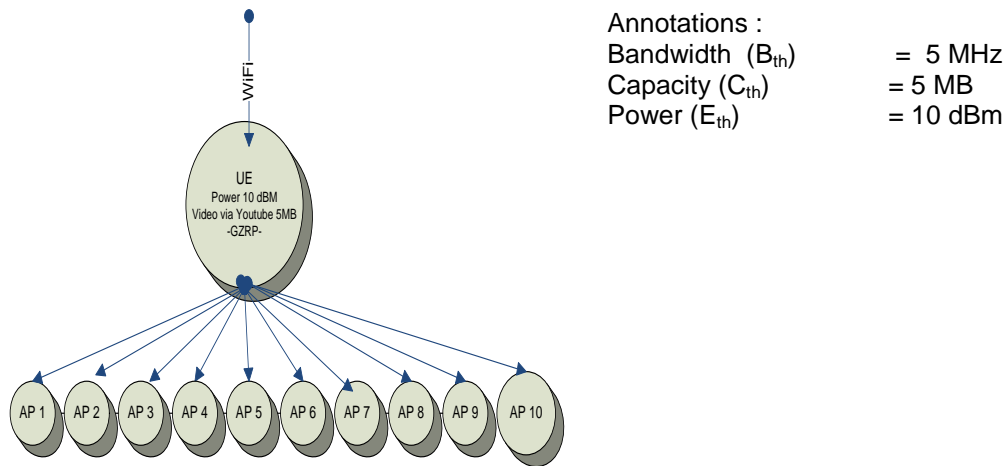 Annotations :
Bandwidth (Bth) = 5 MHz
Capacity (Cth) = 5 MB
Power (Eth) = 10 dBm
WiFi
UE
Power 10 dBM
Video via Youtube 5MB
-GZRP-
AP 1 AP 2 AP 3 AP 4 AP 5 AP 6 AP 7 AP 8 AP 9 AP 10